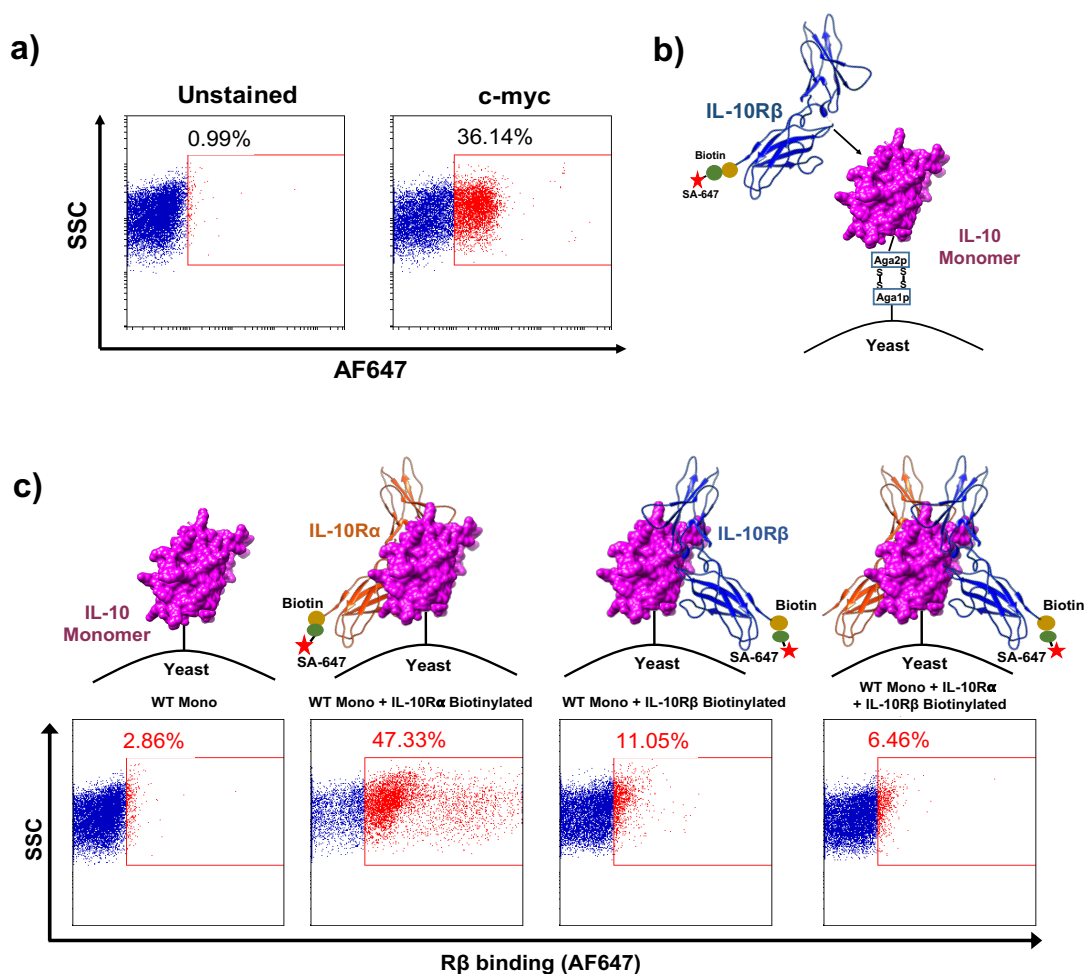 a)
Unstained
0.99%
c-myc
36.14%
SSC
AF647
b)
IL-10Rβ
Biotin
SA-647
IL-10
Monomer
Aga2p
S S
S S
Aga1p
Yeast
c)
IL-10
Monomer
Yeast
IL-10Rα
Biotin
SA-647
Yeast
IL-10Rβ
Biotin
SA-647
Yeast
Biotin
SA-647
Yeast
WT Mono
WT Mono + IL-10Rα Biotinylated
WT Mono + IL-10Rβ Biotinylated
WT Mono + IL-10Rα
+ IL-10Rβ Biotinylated
2.86%
47.33%
11.05%
6.46%
SSC
Rβ binding (AF647)